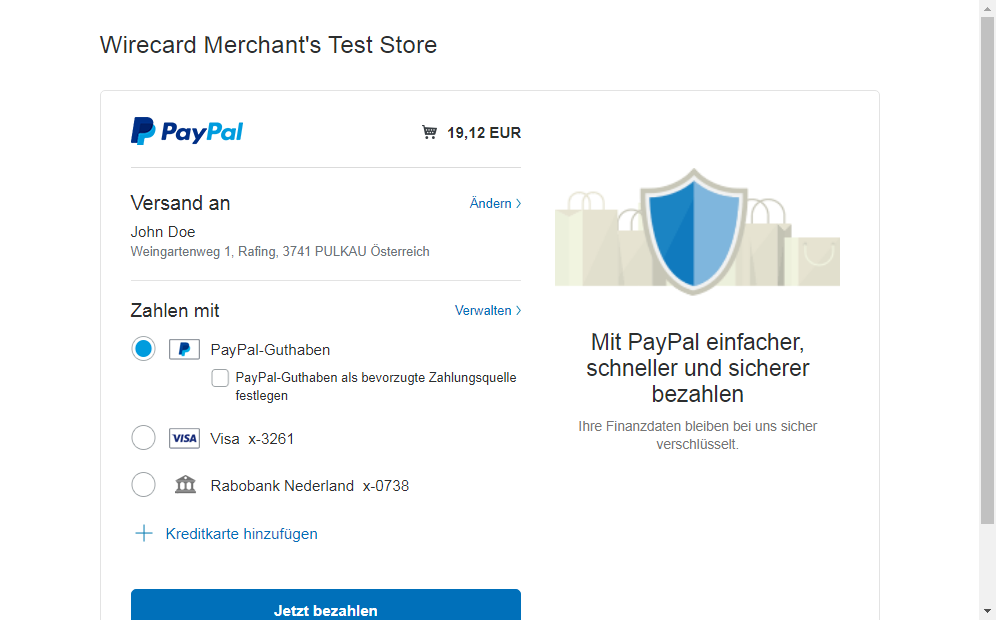 Wirecard Merchant's Test Store
PayPal
19,12 EUR
Versand an
Ändern >
John Doe
Weingartenweg 1, Rafing, 3741 PULKAU Österreich
Zahlen mit
Verwalten >
PayPal-Guthaben
PayPal-Guthaben als bevorzugte Zahlungsquelle
festlegen
VISA
Visa x-3261
Rabobank Nederland x-0738
Kreditkarte hinzufügen
Jetzt bezahlen
Mit PayPal einfacher,
schneller und sicherer
bezahlen
Ihre Finanzdaten bleiben bei uns sicher
verschlüsselt.